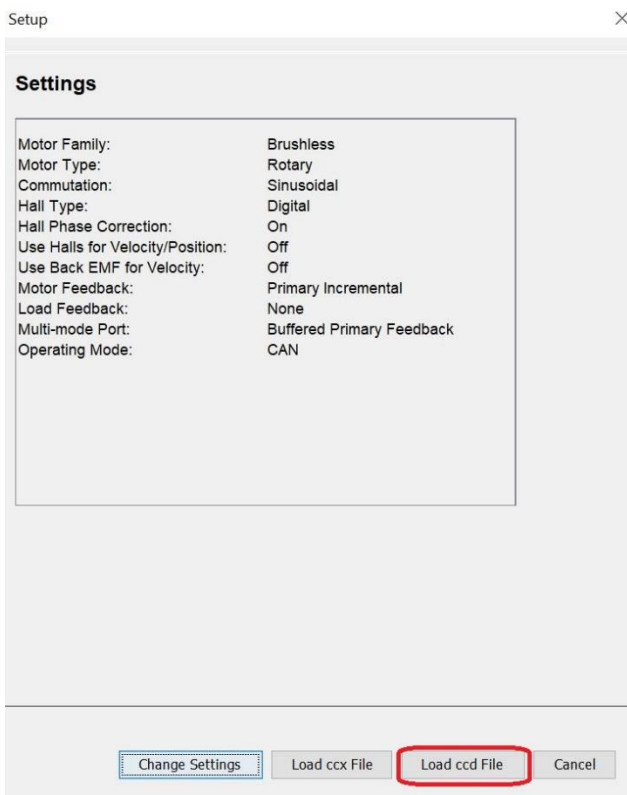 Setup
Settings
Motor Family: Brushless
Motor Type: Rotary
Commutation: Sinusoidal
Hall Type: Digital
Hall Phase Correction: On
Use Halls for Velocity/Position: Off
Use Back EMF for Velocity: Off
Motor Feedback: Primary Incremental
Load Feedback: None
Multi-mode Port: Buffered Primary Feedback
Operating Mode: CAN
Change Settings Load ccx File Load ccd File Cancel